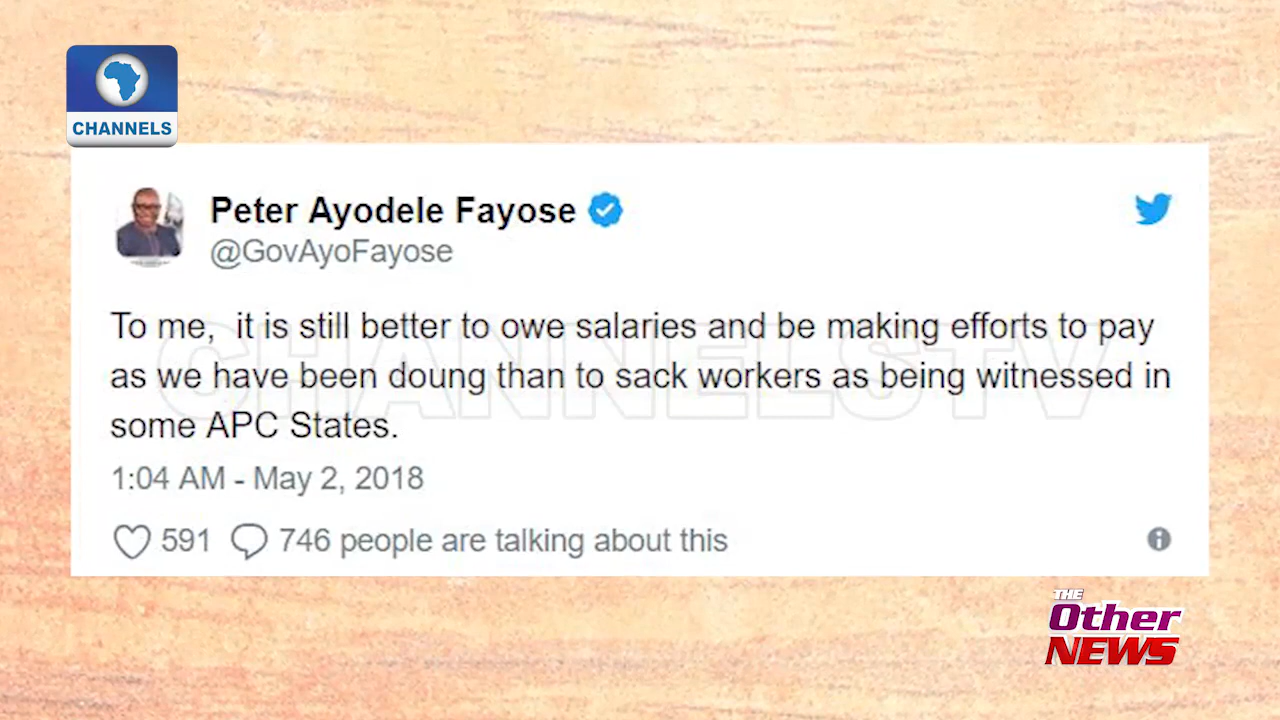 CHANNELS
Peter Ayodele Fayose
@GovAyoFayose
To me,  it is still better to owe salaries and be making efforts to pay
as we have been doung than to sack workers as being witnessed in
some APC States.
CHANNELSTV
1:04 AM - May 2, 2018
591 746 people are talking about this
THE
Other
NEWS